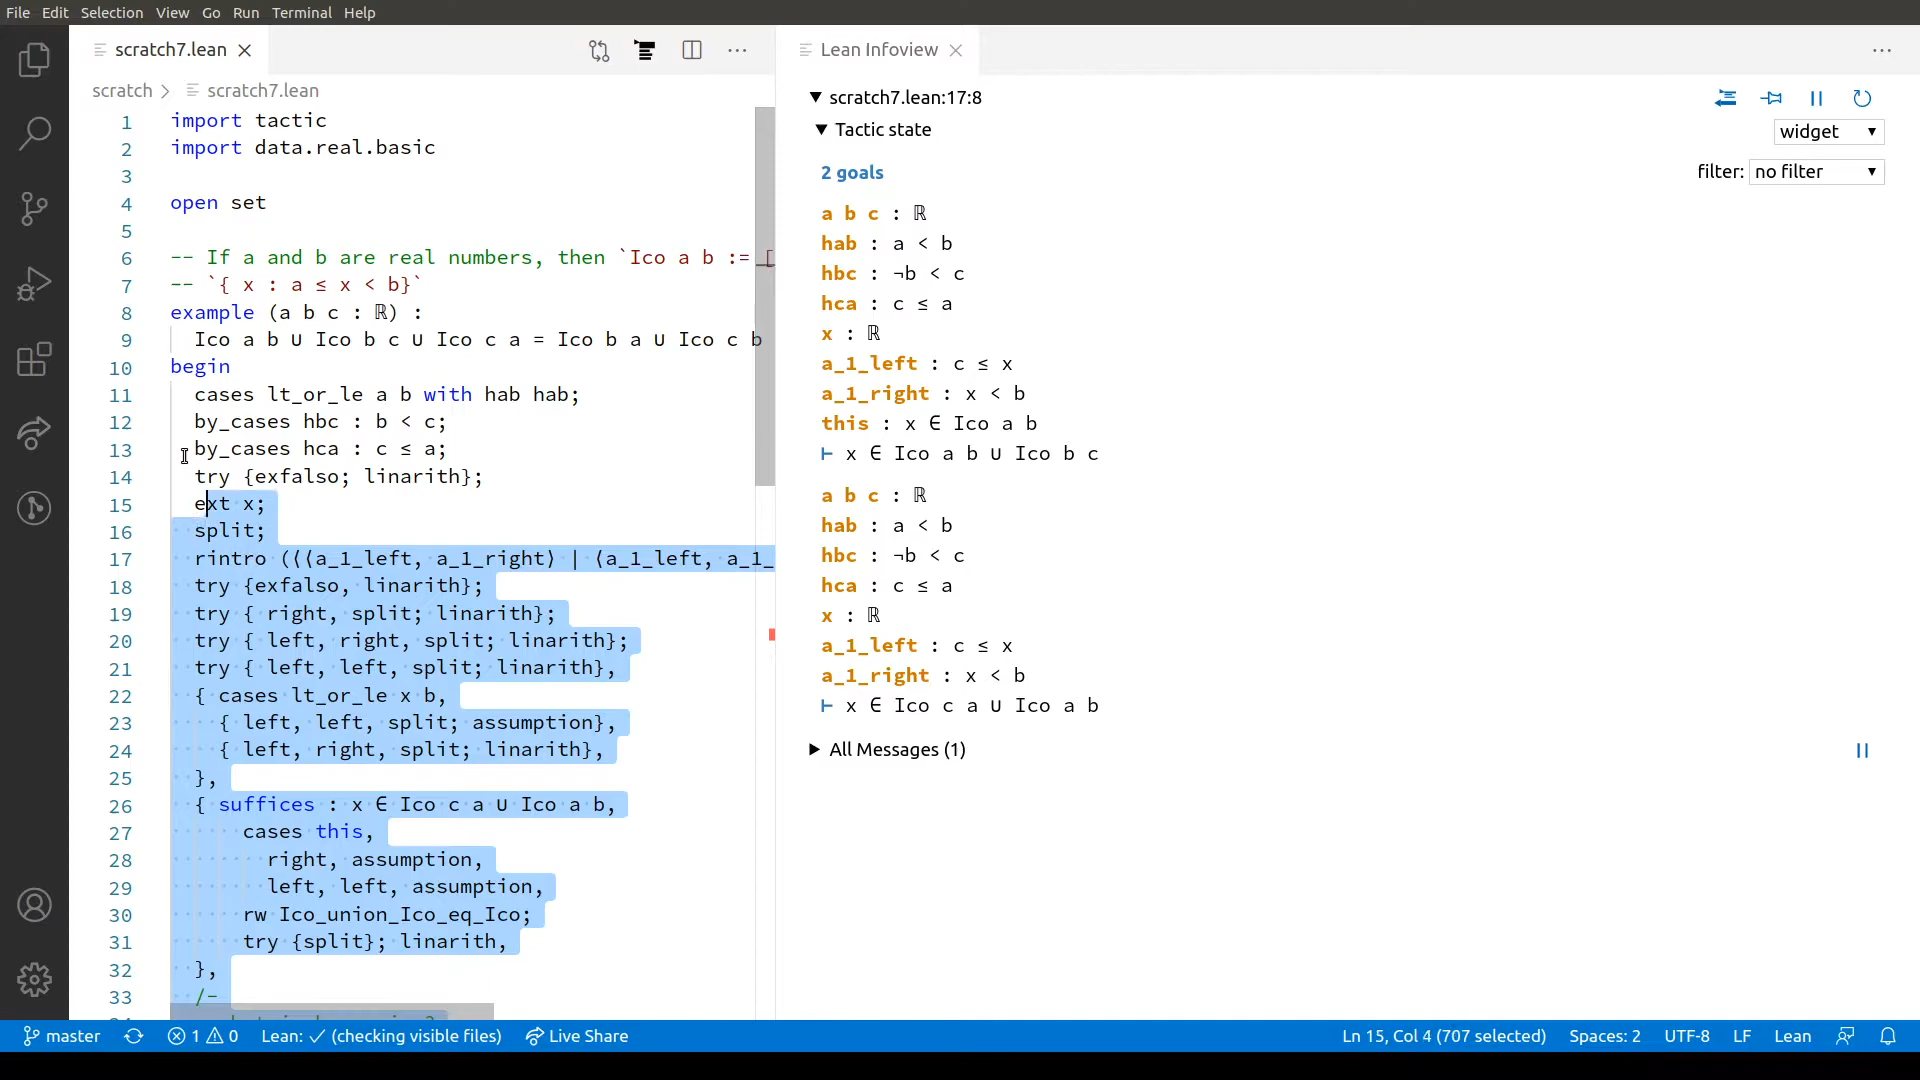 File Edit Selection View Go Run Terminal Help
scratch7.lean
Lean Infoview
scratch > scratch7.lean
1 import tactic
2 import data.real.basic
3
4 open set
5
6 -- If a and b are real numbers, then `Ico a b := [
7 -- `{ x : a ≤ x < b}`
8 example (a b c : ℝ) :
9 Ico a b ∪ Ico b c ∪ Ico c a = Ico b a ∪ Ico c b
10 begin
11 cases lt_or_le a b with hab hab;
12 by_cases hbc : b < c;
13 by_cases hca : c ≤ a;
14 try {exfalso; linarith};
15 ext x;
16 split;
17 rintro (⟨⟨a_1_left, a_1_right⟩ | ⟨a_1_left, a_1_
18 try {exfalso, linarith};
19 try { right, split; linarith};
20 try { left, right, split; linarith};
21 try { left, left, split; linarith},
22 { cases lt_or_le x b,
23 { left, left, split; assumption},
24 { left, right, split; linarith},
25 },
26 { suffices : x ∈ Ico c a ∪ Ico a b,
27 cases this,
28 right, assumption,
29 left, left, assumption,
30 rw Ico_union_Ico_eq_Ico;
31 try {split}; linarith,
32 },
33 /-
scratch7.lean:17:8
Tactic state
widget
2 goals
filter: no filter
a b c : ℝ
hab : a < b
hbc : ¬b < c
hca : c ≤ a
x : ℝ
a_1_left : c ≤ x
a_1_right : x < b
this : x ∈ Ico a b
⊢ x ∈ Ico a b ∪ Ico b c
a b c : ℝ
hab : a < b
hbc : ¬b < c
hca : c ≤ a
x : ℝ
a_1_left : c ≤ x
a_1_right : x < b
⊢ x ∈ Ico c a ∪ Ico a b
All Messages (1)
master 1 0 Lean: ✓ (checking visible files) Live Share Ln 15, Col 4 (707 selected) Spaces: 2 UTF-8 LF Lean